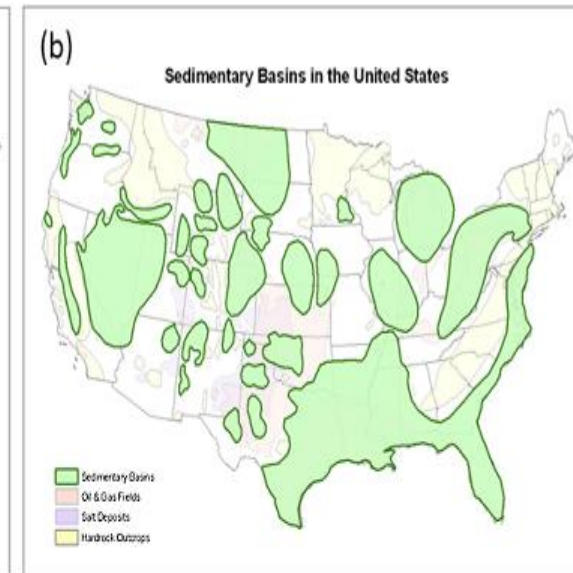 (b)
Sedimentary Basins in the United States
Sedimentary Basins
Oil & Gas Fields
Salt Deposits
Hardrock Outcrops